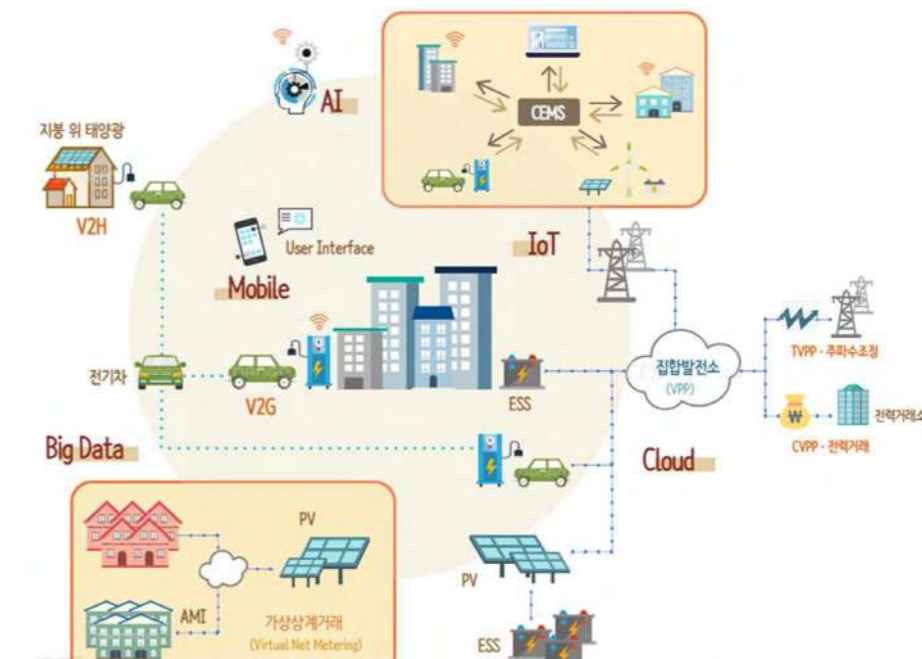 AI
CEMS
지붕 위 태양광
V2H
User Interface
Mobile
IoT
전기차
V2G
ESS
집합발전소
(VPP)
TVPP - 주파수조정
₩
전력거래소
CVPP - 전력거래
Big Data
Cloud
PV
AMI
가상상계거래
(Virtual Net Metering)
PV
ESS